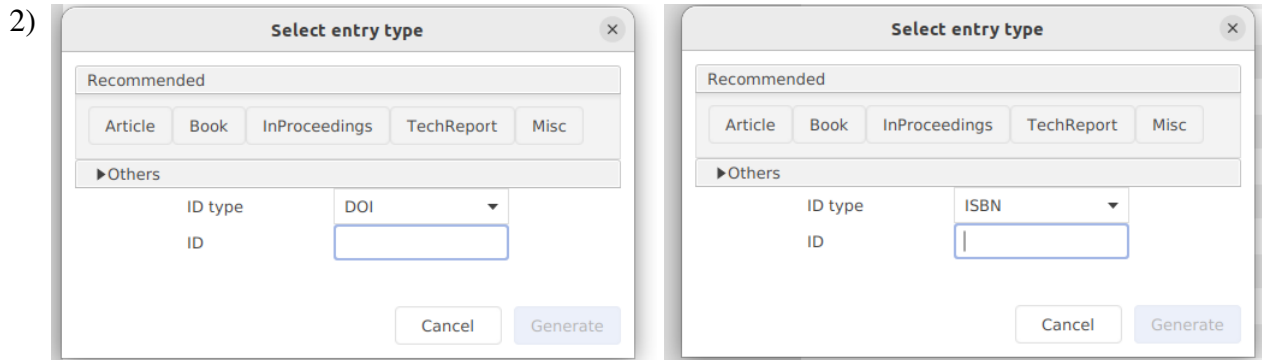 2)
Select entry type ×
Recommended
Article Book InProceedings TechReport Misc
▶Others
ID type DOI
ID
Cancel Generate
Select entry type ×
Recommended
Article Book InProceedings TechReport Misc
▶Others
ID type ISBN
ID
Cancel Generate